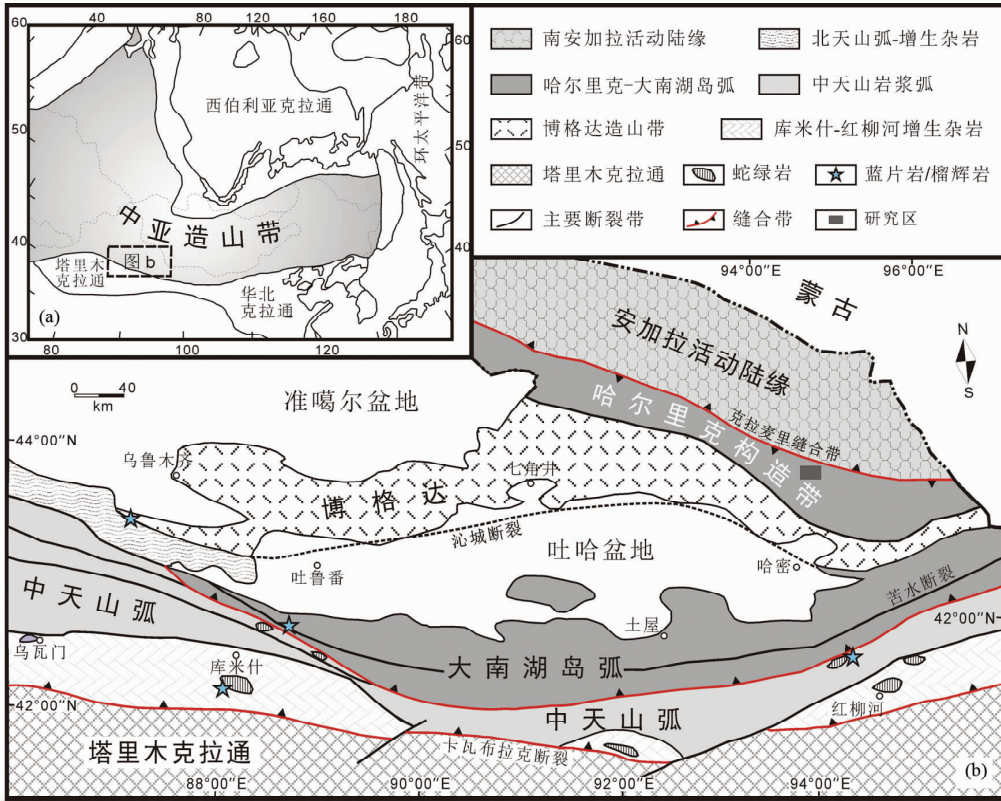 60
40
60
80
100
120
140
160
180
60
西伯利亚克拉通
环太平洋带
50
50
中亚造山带
40
40
图b
塔里木
克拉通
华北
克拉通
(a)
30
80
100
120
南安加拉活动陆缘
北天山弧-增生杂岩
哈尔里克-大南湖岛弧
中天山岩浆弧
博格达造山带
库米什-红柳河增生杂岩
塔里木克拉通
蛇绿岩
蓝片岩/榴辉岩
主要断裂带
缝合带
研究区
94°00′′E
96°00′′E
蒙古
安加拉活动陆缘
N
S
0
40
km
准噶尔盆地
哈尔里克构造带
克拉麦里缝合带
44°00′′N
乌鲁木齐
七角井
博格达
沁城断裂
吐哈盆地
吐鲁番
哈密
苦水断裂
中天山弧
土屋
42°00′′N
乌瓦门
库米什
大南湖岛弧
红柳河
42°00′′N
中天山弧
塔里木克拉通
卡瓦布拉克断裂
88°00′′E
90°00′′E
92°00′′E
94°00′′E
(b)